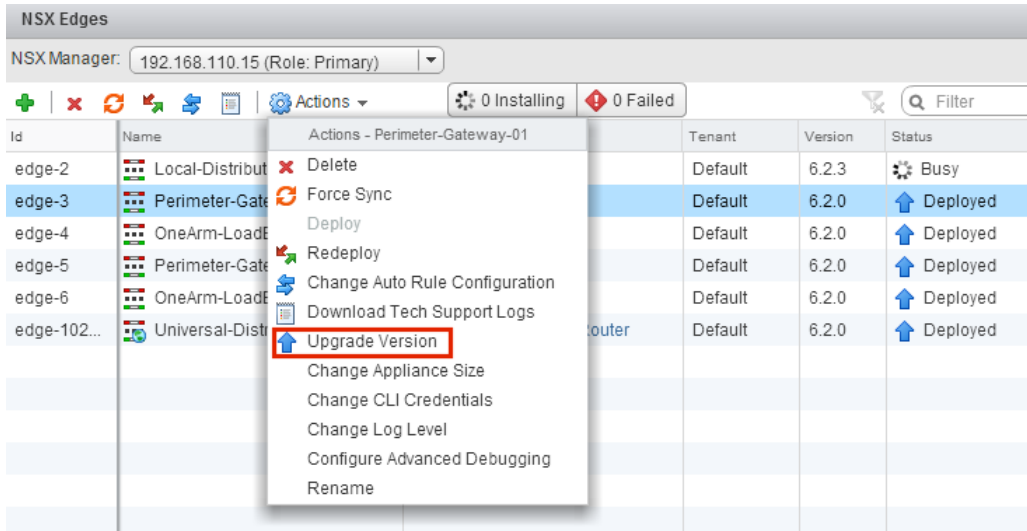 NSX Edges
NSX Manager: 192.168.110.15 (Role: Primary)
Actions 0 Installing 0 Failed Filter
Id Name Tenant Version Status
Actions - Perimeter-Gateway-01
Delete
Force Sync
Deploy
Redeploy
Change Auto Rule Configuration
Download Tech Support Logs
Upgrade Version
Change Appliance Size
Change CLI Credentials
Change Log Level
Configure Advanced Debugging
Rename
edge-2 Local-Distribut Default 6.2.3 Busy
edge-3 Perimeter-Gate Default 6.2.0 Deployed
edge-4 OneArm-Load Default 6.2.0 Deployed
edge-5 Perimeter-Gate Default 6.2.0 Deployed
edge-6 OneArm-Load Default 6.2.0 Deployed
edge-102... Universal-Distr outer Default 6.2.0 Deployed